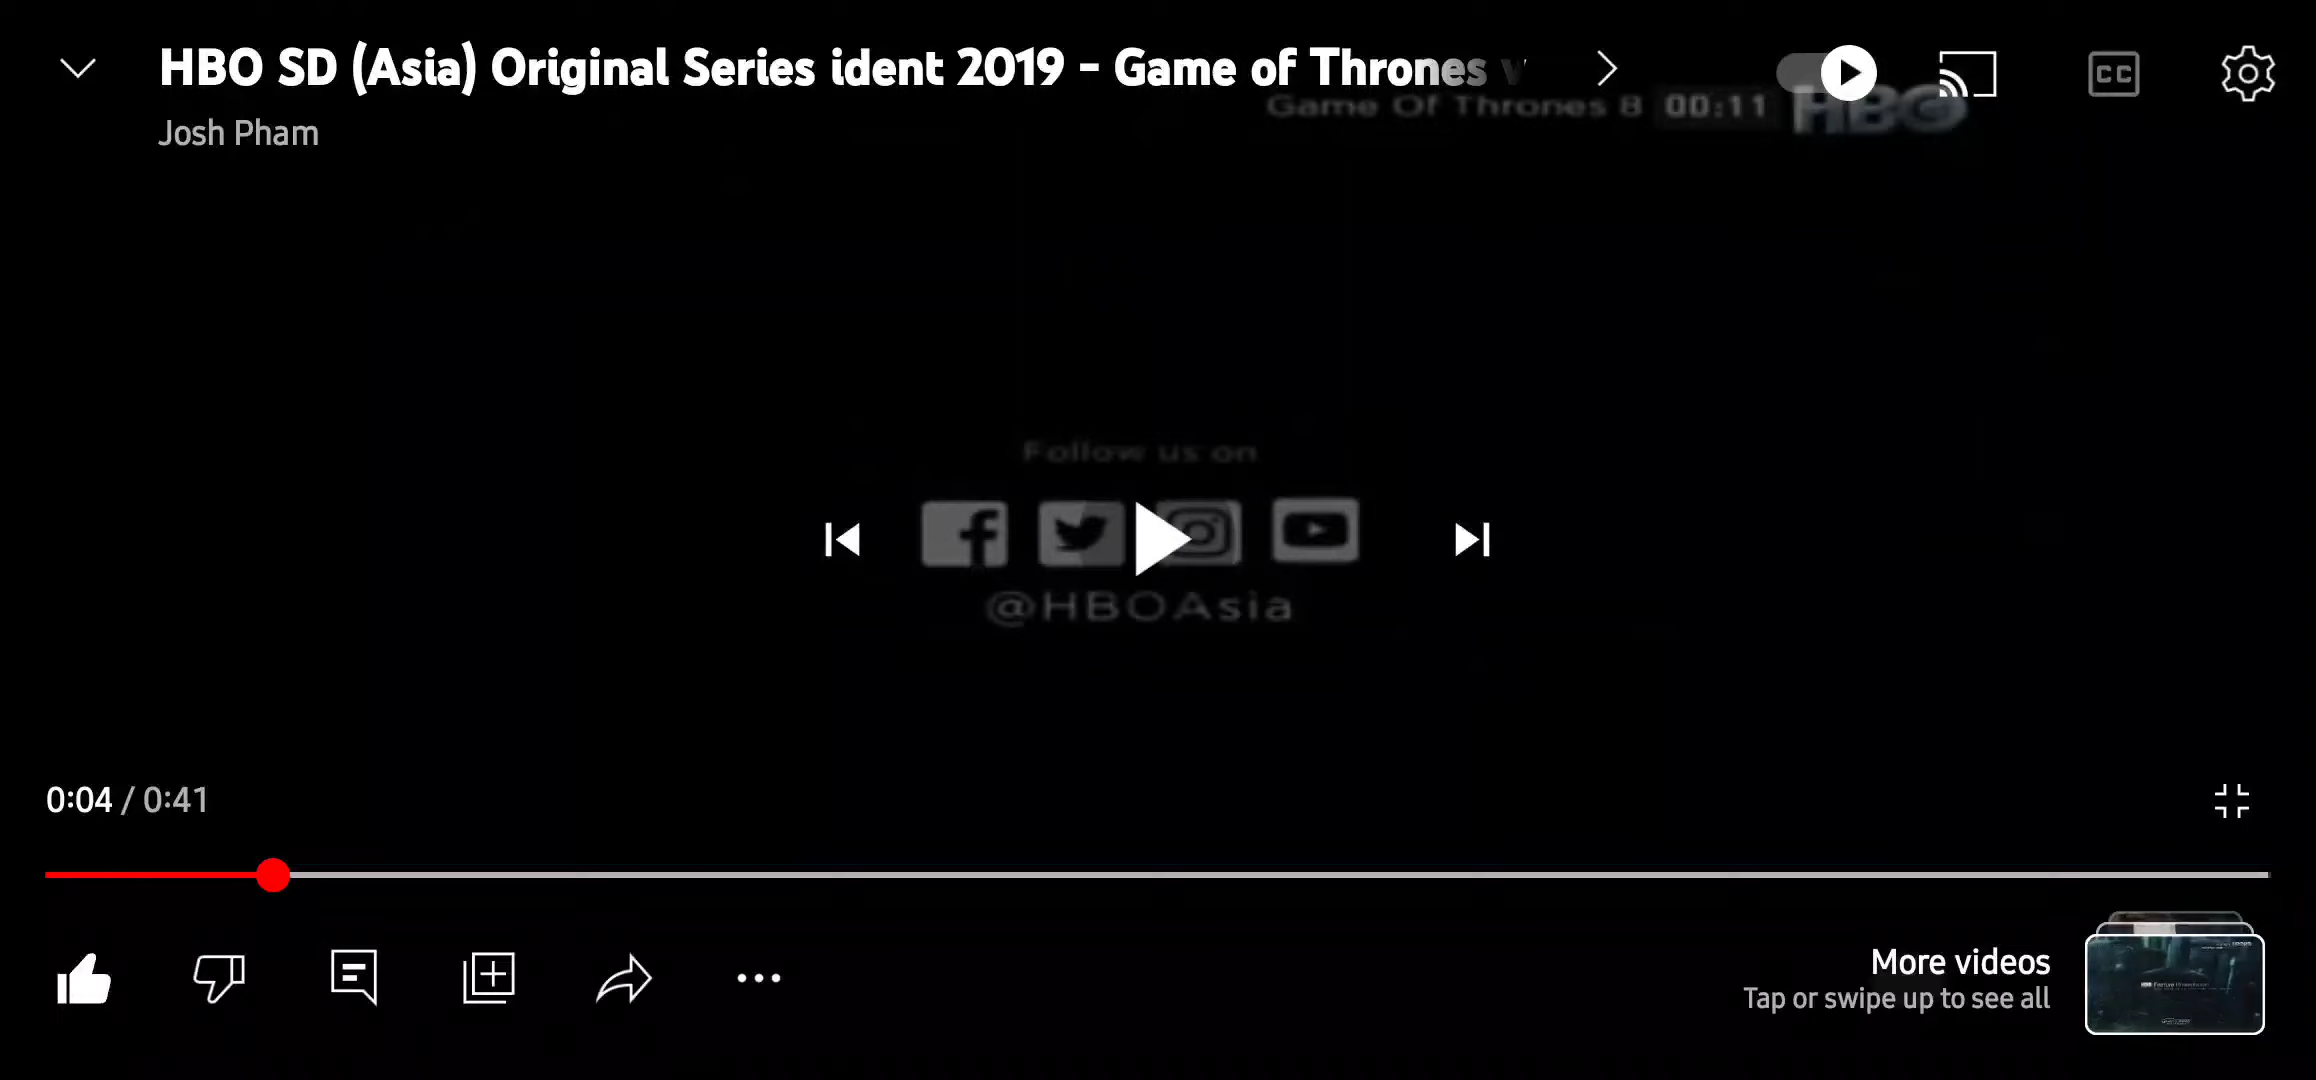 HBO SD (Asia) Original Series ident 2019 - Game of Thrones
Josh Pham
Game Of Thrones 8 00:11 HBO
CC
Follow us on
@HBOAsia
0:04 / 0:41
More videos
Tap or swipe up to see all